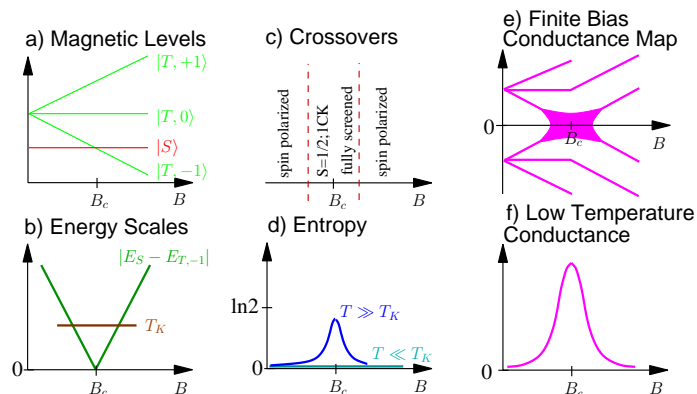 a) Magnetic Levels
|T, +1⟩
|T, 0⟩
|S⟩
|T, −1⟩
B_c
B
b) Energy Scales
|E_S − E_{T,−1}|
T_K
0
B_c
B
c) Crossovers
spin polarized
S=1/2;1CK
fully screened
spin polarized
B_c
B
d) Entropy
ln2
T ≫ T_K
T ≪ T_K
0
B_c
B
e) Finite Bias
Conductance Map
0
B_c
B
f) Low Temperature
Conductance
0
B_c
B